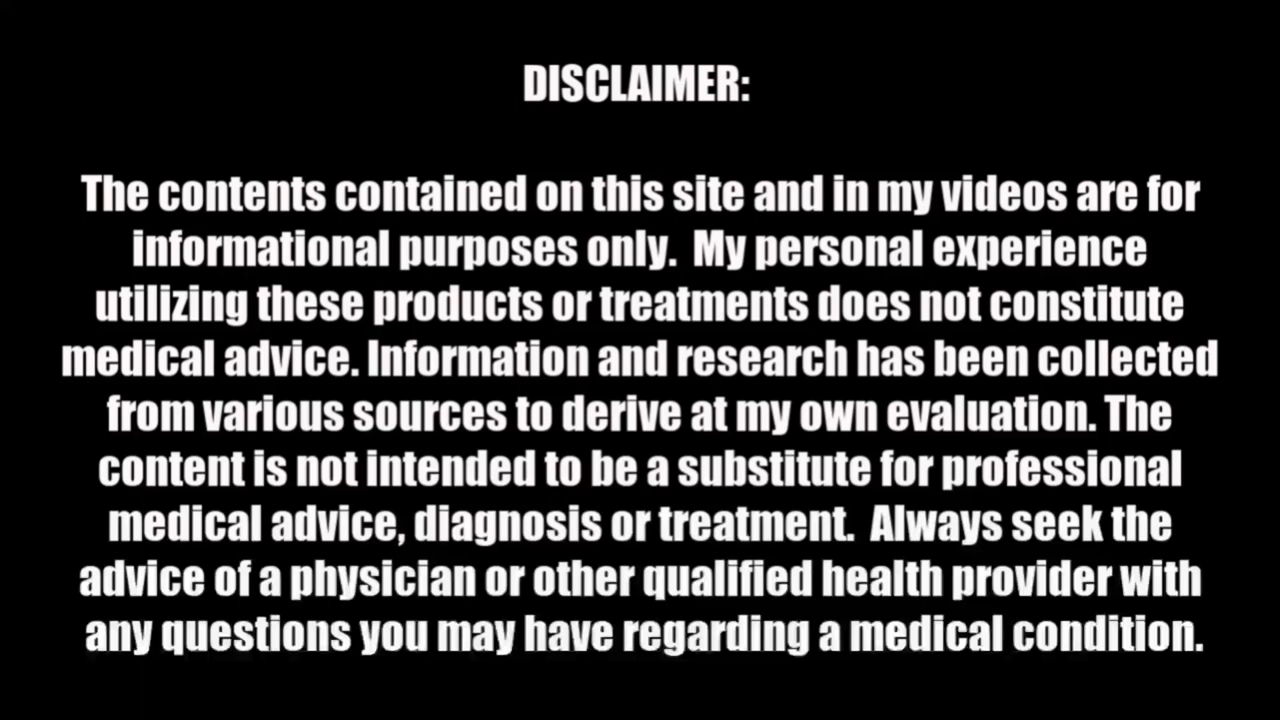 DISCLAIMER:
The contents contained on this site and in my videos are for
informational purposes only.  My personal experience
utilizing these products or treatments does not constitute
medical advice. Information and research has been collected
from various sources to derive at my own evaluation. The
content is not intended to be a substitute for professional
medical advice, diagnosis or treatment.  Always seek the
advice of a physician or other qualified health provider with
any questions you may have regarding a medical condition.